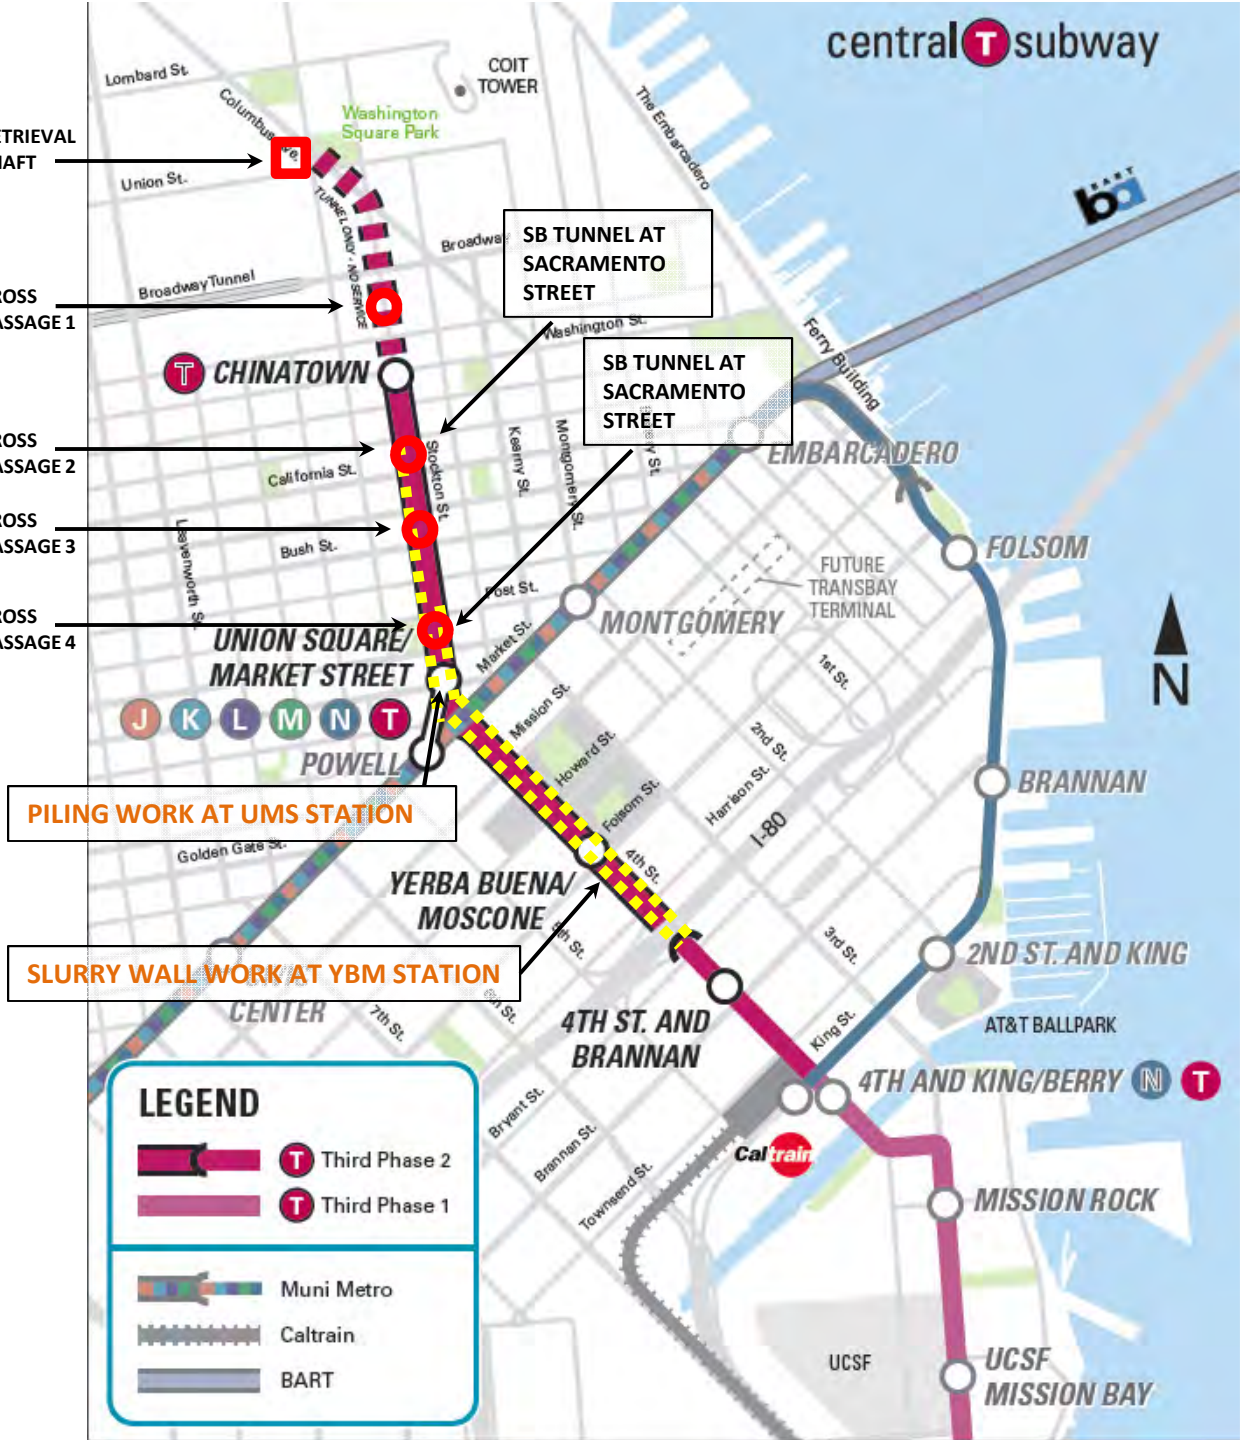 central T subway
Lombard St.
COIT
TOWER
Columbus Ave.
Washington
Square Park
The Embarcadero
ETRIEVAL
HAFT
Union St.
TUNNEL ONLY - NO SERVICE
BART
ba
Broadway
SB TUNNEL AT
SACRAMENTO
STREET
Broadway Tunnel
ROSS
ASSAGE 1
Washington St.
Ferry Building
SB TUNNEL AT
SACRAMENTO
STREET
T CHINATOWN
ROSS
ASSAGE 2
Stockton St.
Kearny St.
Montgomery St.
EMBARCADERO
California St.
ROSS
ASSAGE 3
Leavenworth St.
Bush St.
FOLSOM
FUTURE
TRANSBAY
TERMINAL
Post St.
MONTGOMERY
ROSS
ASSAGE 4
UNION SQUARE/
MARKET STREET
Market St.
N
1st St.
J K L M N T
Mission St.
2nd St.
POWELL
Howard St.
Harrison St.
BRANNAN
PILING WORK AT UMS STATION
Folsom St.
I-80
Golden Gate St.
4th St.
YERBA BUENA/
MOSCONE
5th St.
3rd St.
SLURRY WALL WORK AT YBM STATION
2ND ST. AND KING
CENTER
6th St.
7th St.
4TH ST. AND
BRANNAN
King St.
AT&T BALLPARK
4TH AND KING/BERRY N T
Bryant St.
Brannan St.
Caltrain
Townsend St.
MISSION ROCK
LEGEND
T Third Phase 2
T Third Phase 1
Muni Metro
Caltrain
BART
UCSF
UCSF
MISSION BAY